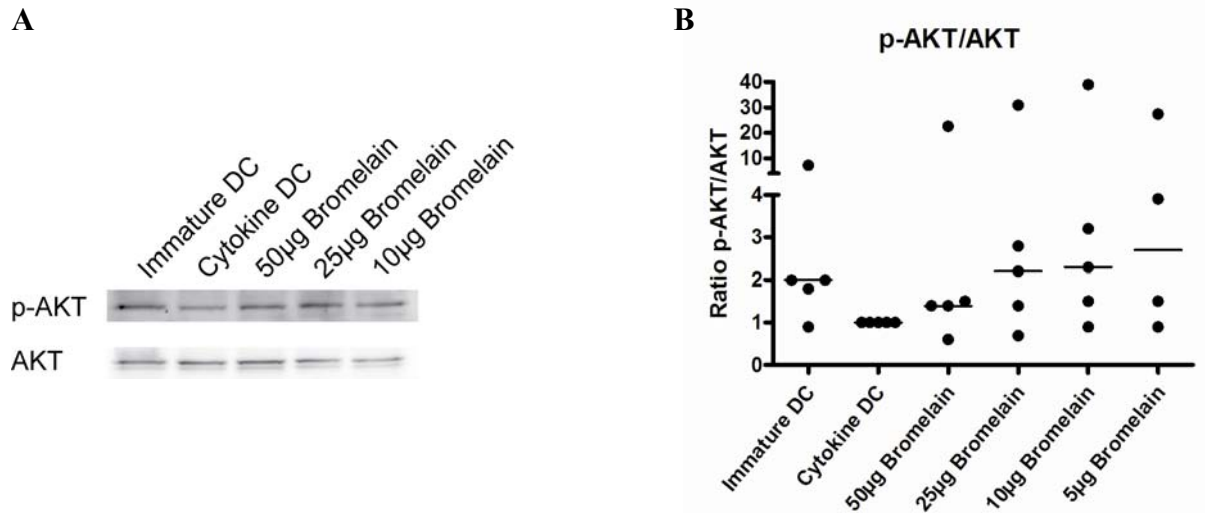 A
Immature DC
Cytokine DC
50µg Bromelain
25µg Bromelain
10µg Bromelain
p-AKT
AKT
B
p-AKT/AKT
Ratio p-AKT/AKT
40
30
20
10
4
3
2
1
0
Immature DC
Cytokine DC
50µg Bromelain
25µg Bromelain
10µg Bromelain
5µg Bromelain